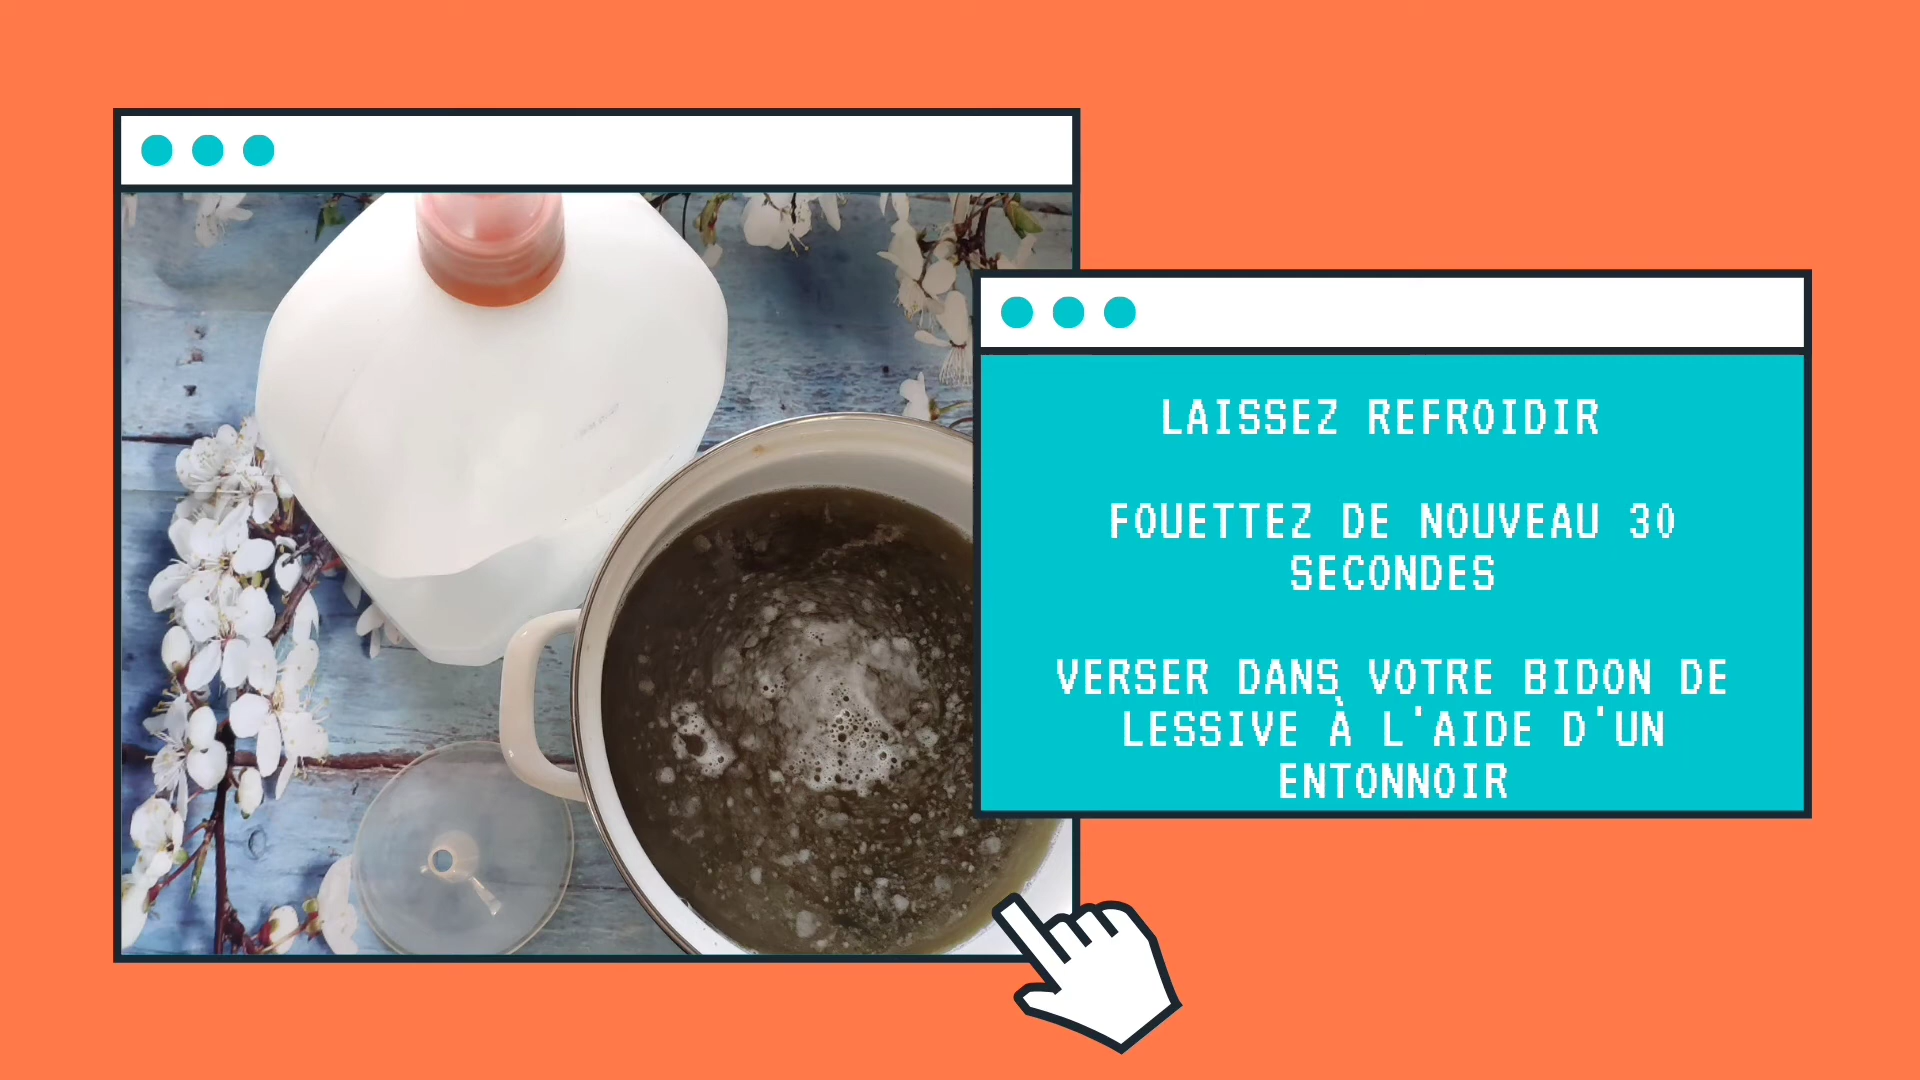 LAISSEZ REFROIDIR
FOUETTEZ DE NOUVEAU 30
SECONDES
VERSER DANS VOTRE BIDON DE
LESSIVE À L'AIDE D'UN
ENTONNOIR